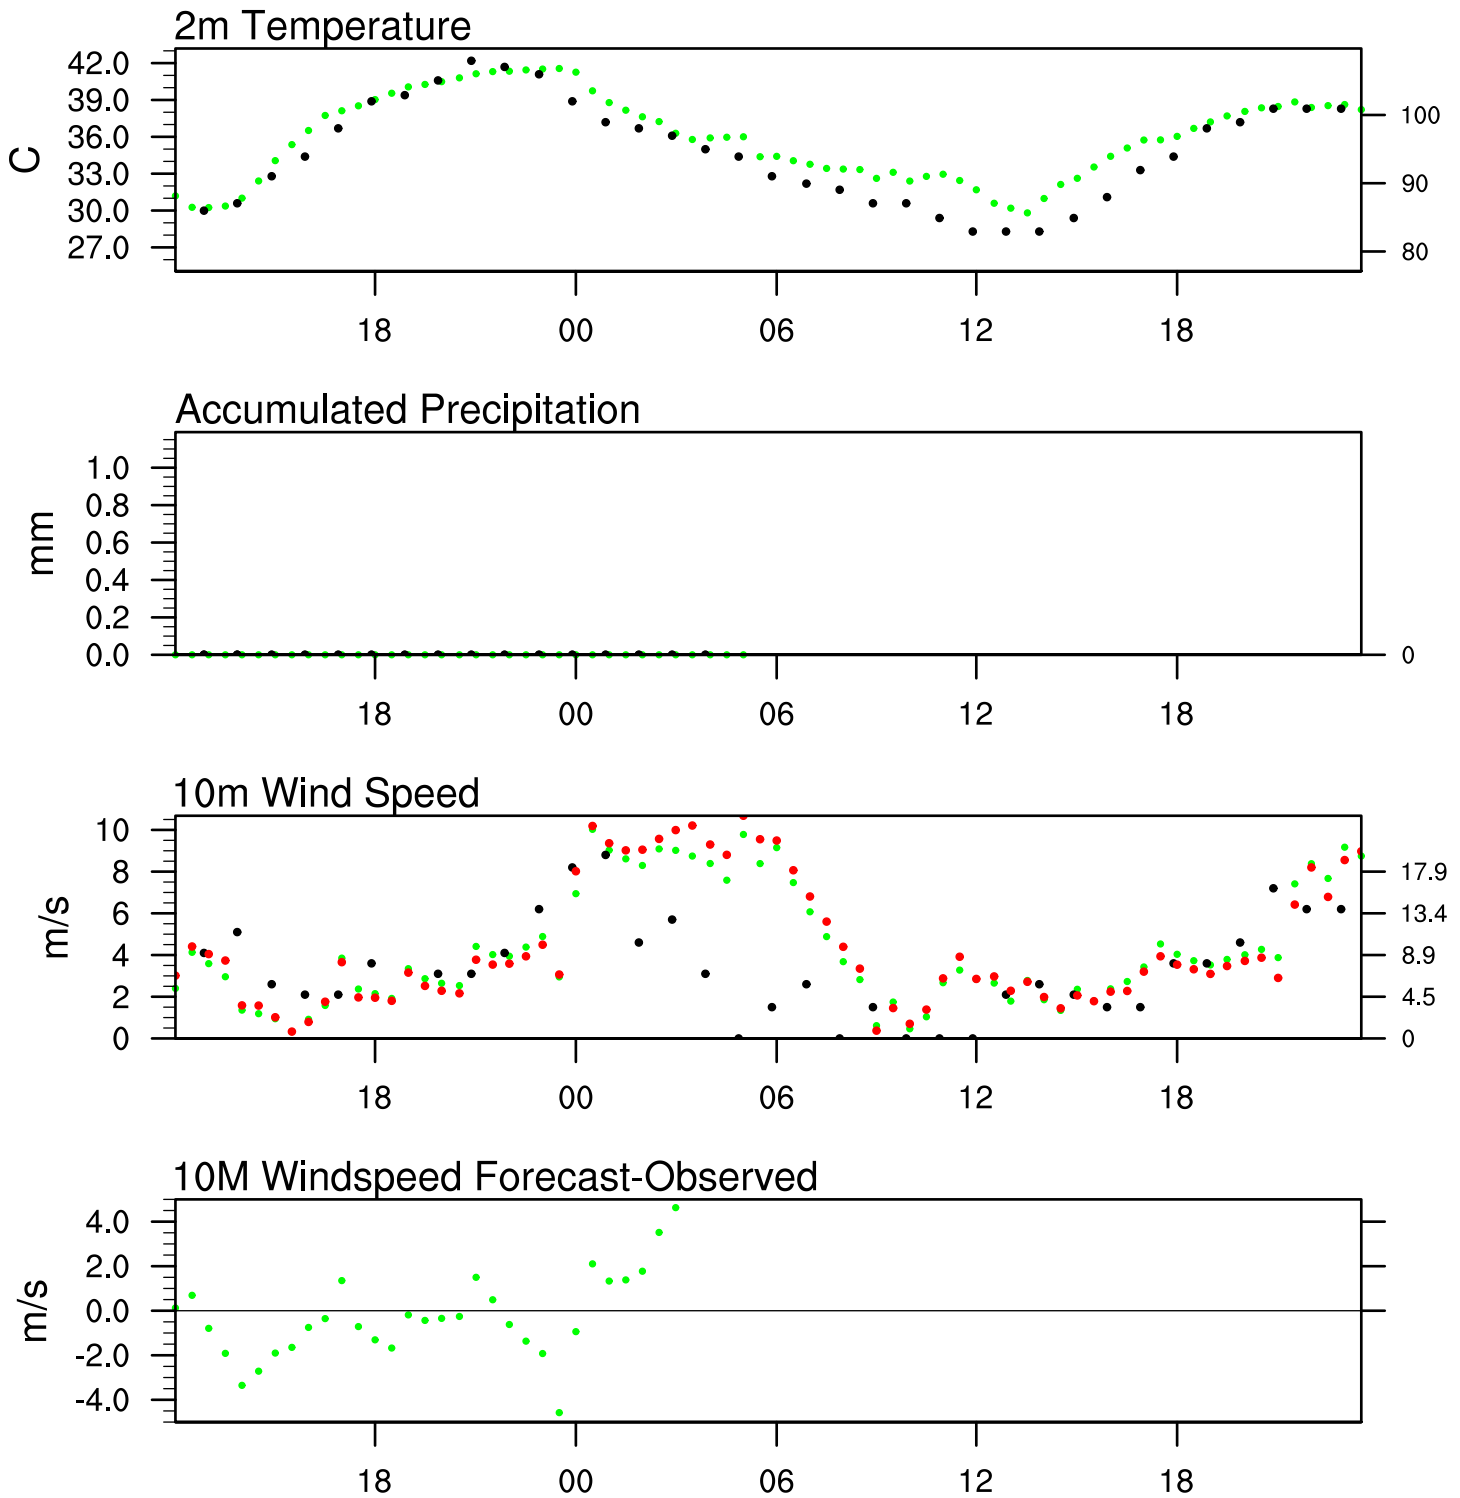 2m Temperature
C
42.0
39.0
36.0
33.0
30.0
27.0
100
90
80
18 00 06 12 18
Accumulated Precipitation
mm
1.0
0.8
0.6
0.4
0.2
0.0
0
18 00 06 12 18
10m Wind Speed
m/s
10
8
6
4
2
0
17.9
13.4
8.9
4.5
0
18 00 06 12 18
10M Windspeed Forecast-Observed
m/s
4.0
2.0
0.0
-2.0
-4.0
18 00 06 12 18